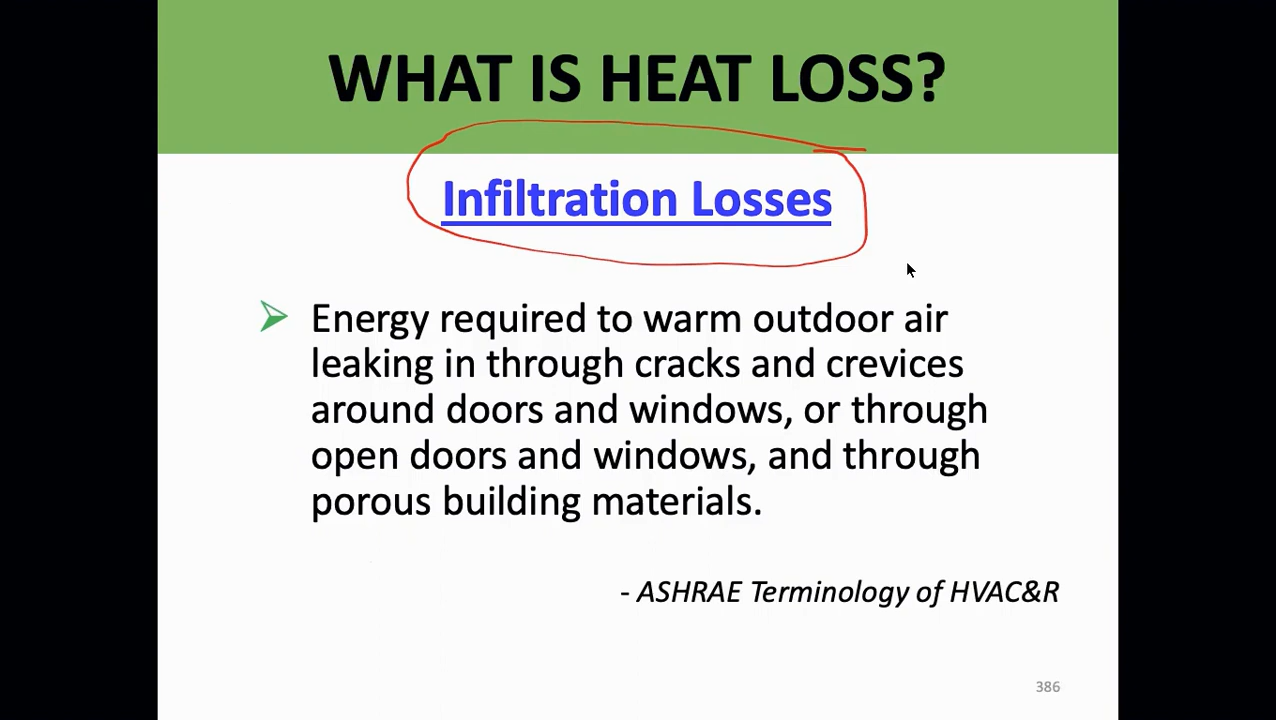 WHAT IS HEAT LOSS?
Infiltration Losses
Energy required to warm outdoor air
leaking in through cracks and crevices
around doors and windows, or through
open doors and windows, and through
porous building materials.
- ASHRAE Terminology of HVAC&R
386